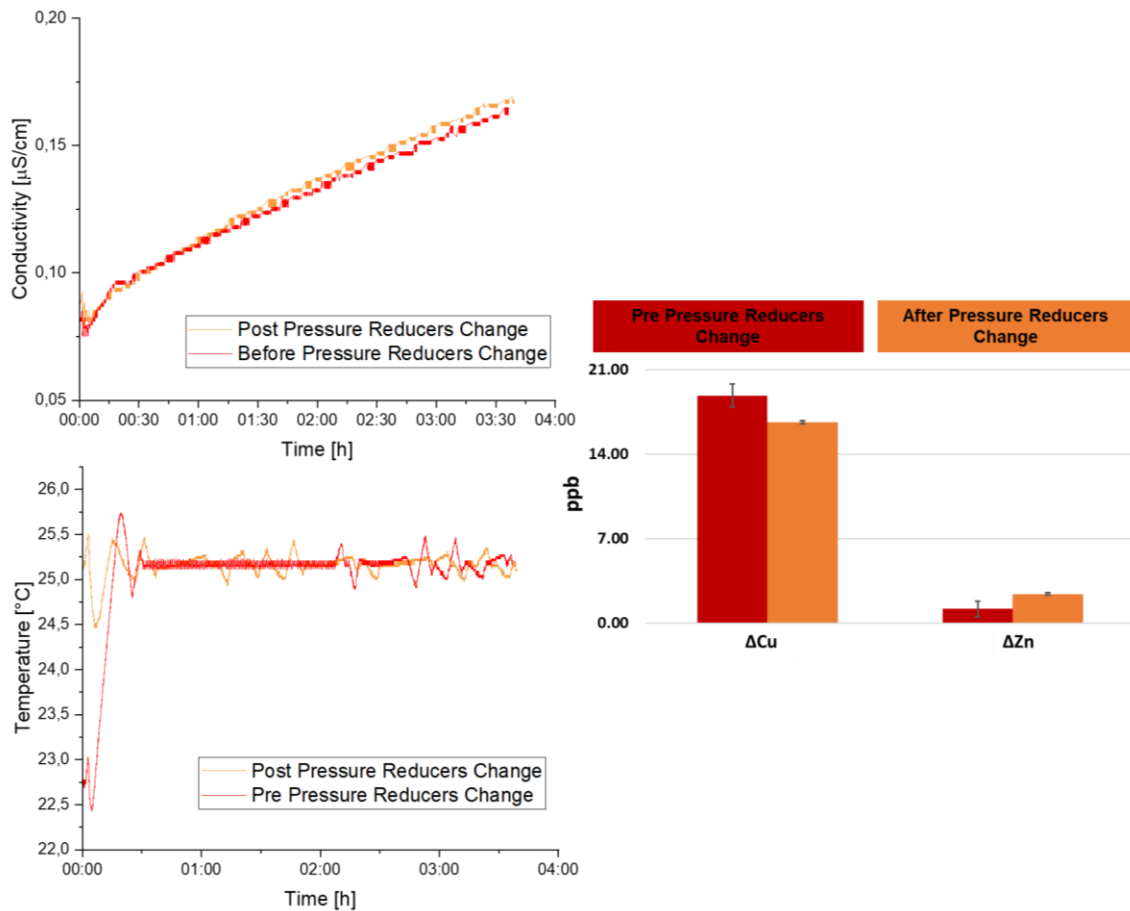 0,20
0,15
0,10
0,05
Conductivity [µS/cm]
Post Pressure Reducers Change
Before Pressure Reducers Change
00:00 00:30 01:00 01:30 02:00 02:30 03:00 03:30 04:00
Time [h]
26,0
25,5
25,0
24,5
24,0
23,5
23,0
22,5
22,0
Temperature [°C]
Post Pressure Reducers Change
Pre Pressure Reducers Change
00:00 01:00 02:00 03:00 04:00
Time [h]
Pre Pressure Reducers
Change
After Pressure Reducers
Change
21.00
14.00
7.00
0.00
ppb
ΔCu ΔZn